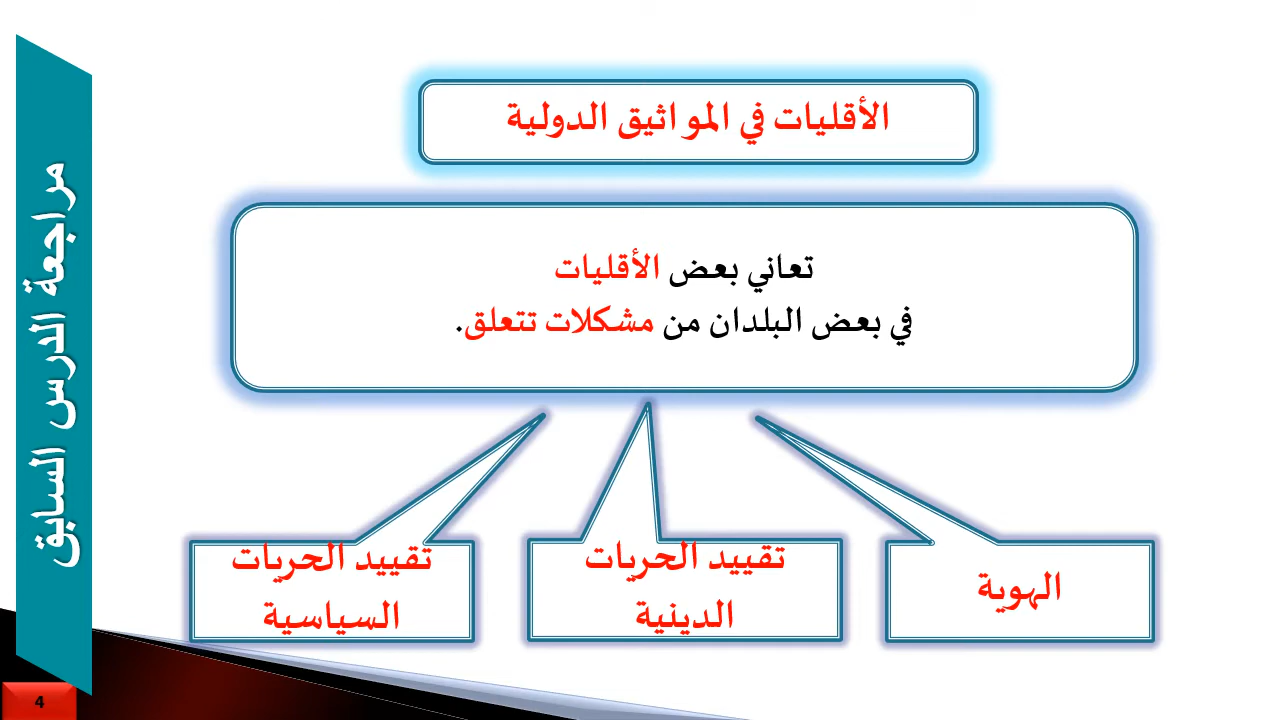 الأقليات في المواثيق الدولية
تعاني بعض الأقليات
في بعض البلدان من مشكلات تتعلق.
الهوية
تقييد الحريات
الدينية
تقييد الحريات
السياسية
مراجعة الدرس السابق
4